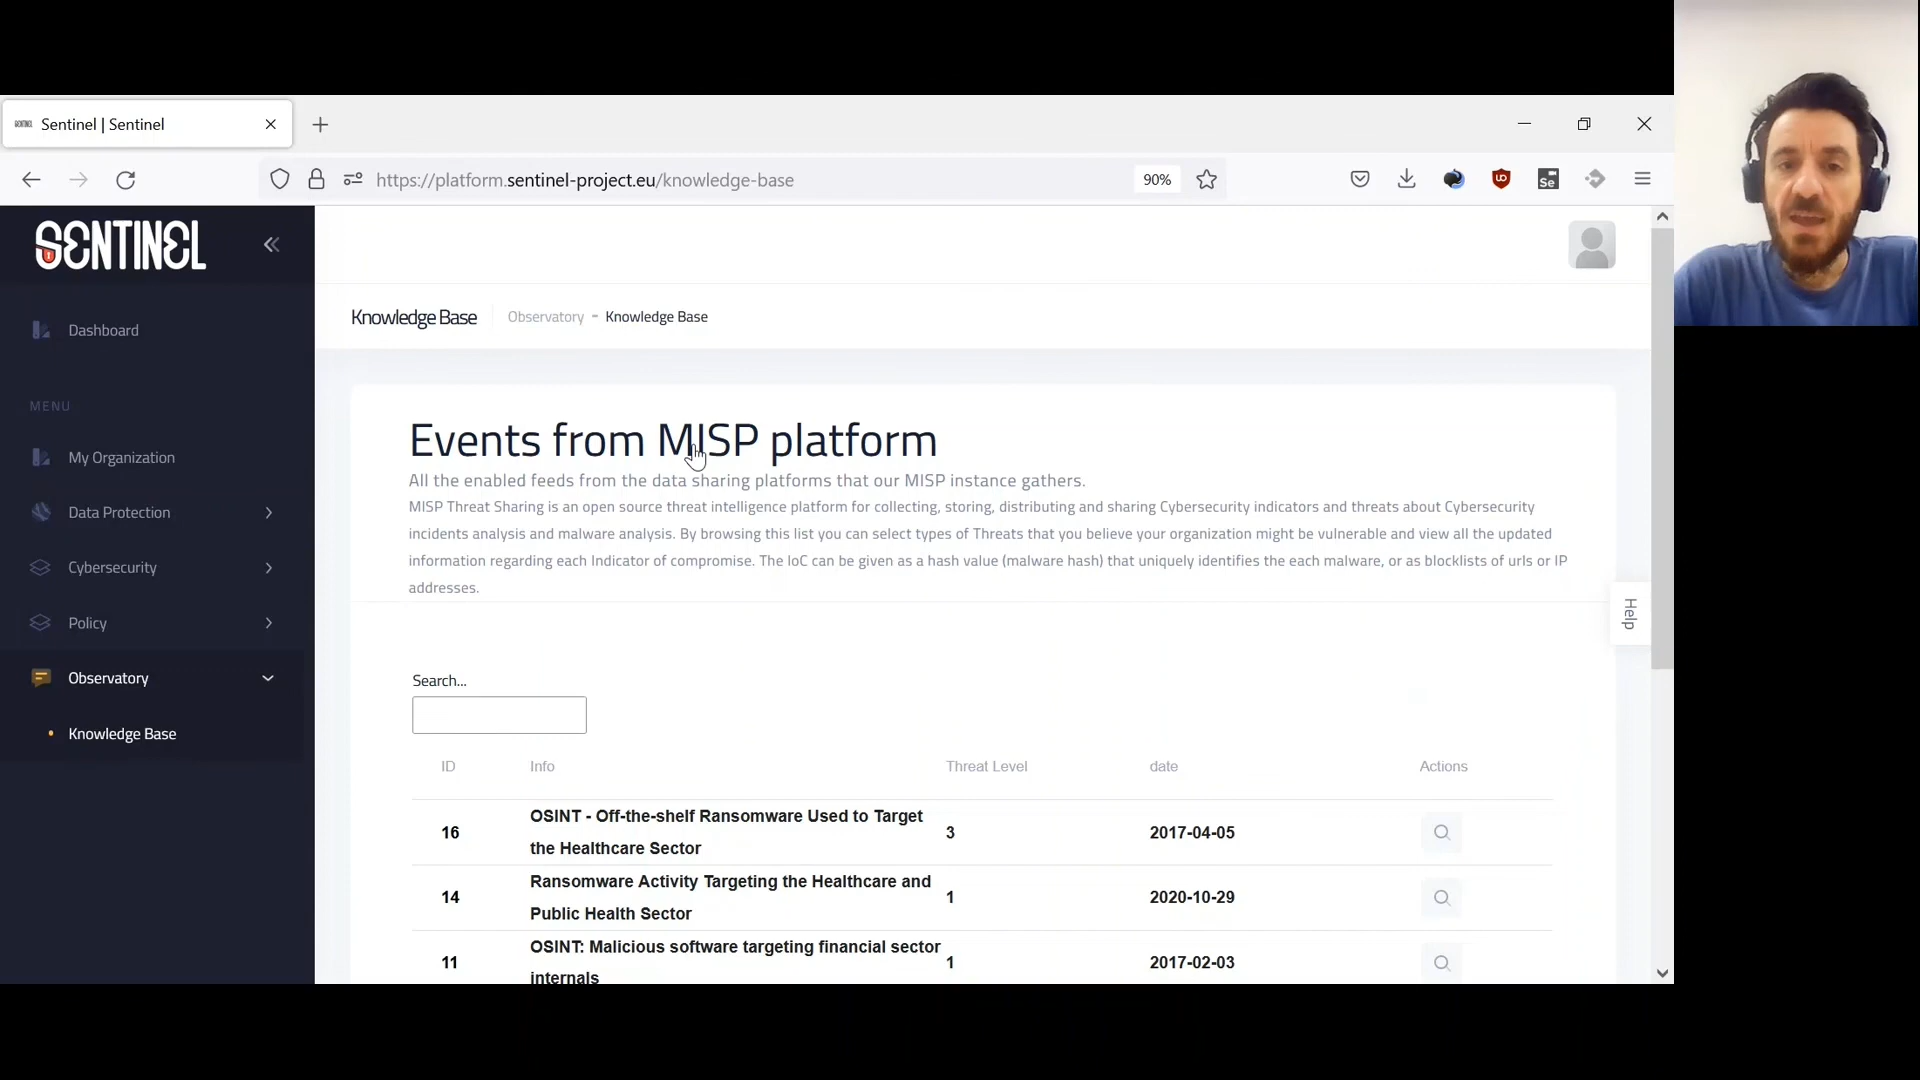 Sentinel | Sentinel
https://platform.sentinel-project.eu/knowledge-base
90%
SENTINEL
Dashboard
MENU
My Organization
Data Protection
Cybersecurity
Policy
Observatory
Knowledge Base
Knowledge Base
Observatory - Knowledge Base
Events from MISP platform
All the enabled feeds from the data sharing platforms that our MISP instance gathers.
MISP Threat Sharing is an open source threat intelligence platform for collecting, storing, distributing and sharing Cybersecurity indicators and threats about Cybersecurity
incidents analysis and malware analysis. By browsing this list you can select types of Threats that you believe your organization might be vulnerable and view all the updated
information regarding each Indicator of compromise. The IoC can be given as a hash value (malware hash) that uniquely identifies the each malware, or as blocklists of urls or IP
addresses.
Help
Search...
ID Info Threat Level date Actions
16 OSINT - Off-the-shelf Ransomware Used to Target the Healthcare Sector 3 2017-04-05
14 Ransomware Activity Targeting the Healthcare and Public Health Sector 1 2020-10-29
11 OSINT: Malicious software targeting financial sector internals 1 2017-02-03